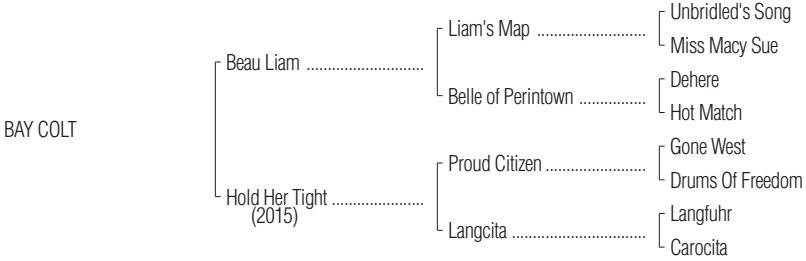 Unbridled's Song
Liam's Map ..........................
Miss Macy Sue
Beau Liam ............................
Dehere
Belle of Perintown ................
Hot Match
BAY COLT
Gone West
Proud Citizen ........................
Drums Of Freedom
Hold Her Tight ......................
(2015)
Langfuhr
Langcita ................................
Carocita